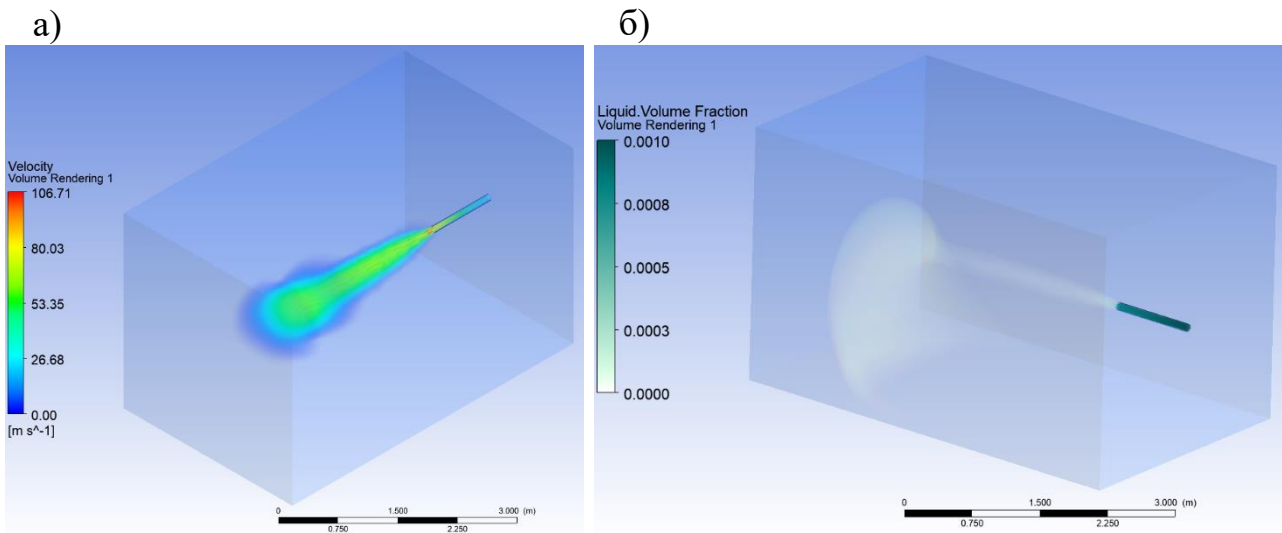 а)
Velocity
Volume Rendering 1
106.71
80.03
53.35
26.68
0.00
[m s^-1]
0 1.500 3.000 (m)
0.750 2.250
б)
Liquid.Volume Fraction
Volume Rendering 1
0.0010
0.0008
0.0005
0.0003
0.0000
0 1.500 3.000 (m)
0.750 2.250